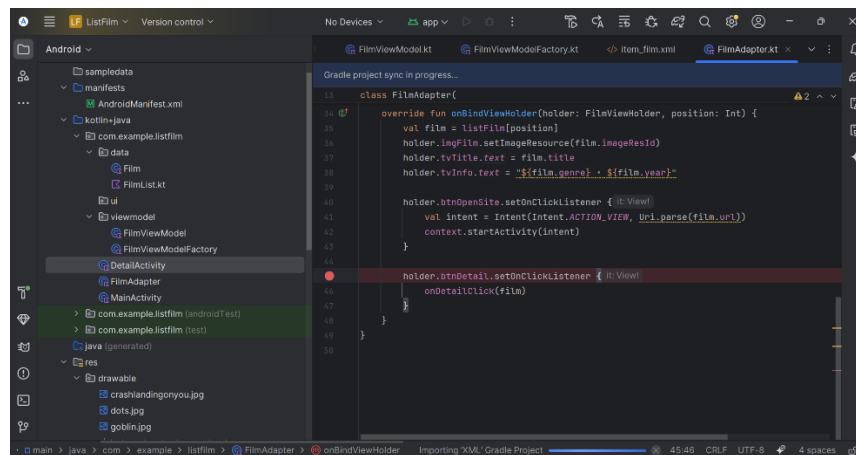 LF ListFilm Version control No Devices app
Android
FilmViewModel.kt FilmViewModelFactory.kt </> item_film.xml FilmAdapter.kt
Gradle project sync in progress...
sampledata
manifests
AndroidManifest.xml
kotlin+java
com.example.listfilm
data
Film
FilmList.kt
ui
viewmodel
FilmViewModel
FilmViewModelFactory
DetailActivity
FilmAdapter
MainActivity
com.example.listfilm (androidTest)
com.example.listfilm (test)
java (generated)
res
drawable
crashlandingonyou.jpg
dots.jpg
goblin.jpg
13 class FilmAdapter( 2
34 override fun onBindViewHolder(holder: FilmViewHolder, position: Int) {
35 val film = listFilm[position]
36 holder.imgFilm.setImageResource(film.imageResId)
37 holder.tvTitle.text = film.title
38 holder.tvInfo.text = "${film.genre} • ${film.year}"
39
40 holder.btnOpenSite.setOnClickListener { it: View!
41 val intent = Intent(Intent.ACTION_VIEW, Uri.parse(film.url))
42 context.startActivity(intent)
43 }
44
holder.btnDetail.setOnClickListener { it: View!
46 onDetailClick(film)
47 }
48 }
49 }
50
main > java > com > example > listfilm > FilmAdapter > onBindViewHolder Importing 'XML' Gradle Project 45:46 CRLF UTF-8 4 spaces